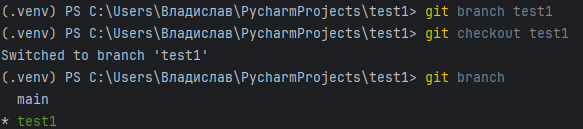 (.venv) PS C:\Users\Владислав\PycharmProjects\test1> git branch test1
(.venv) PS C:\Users\Владислав\PycharmProjects\test1> git checkout test1
Switched to branch 'test1'
(.venv) PS C:\Users\Владислав\PycharmProjects\test1> git branch
  main
* test1